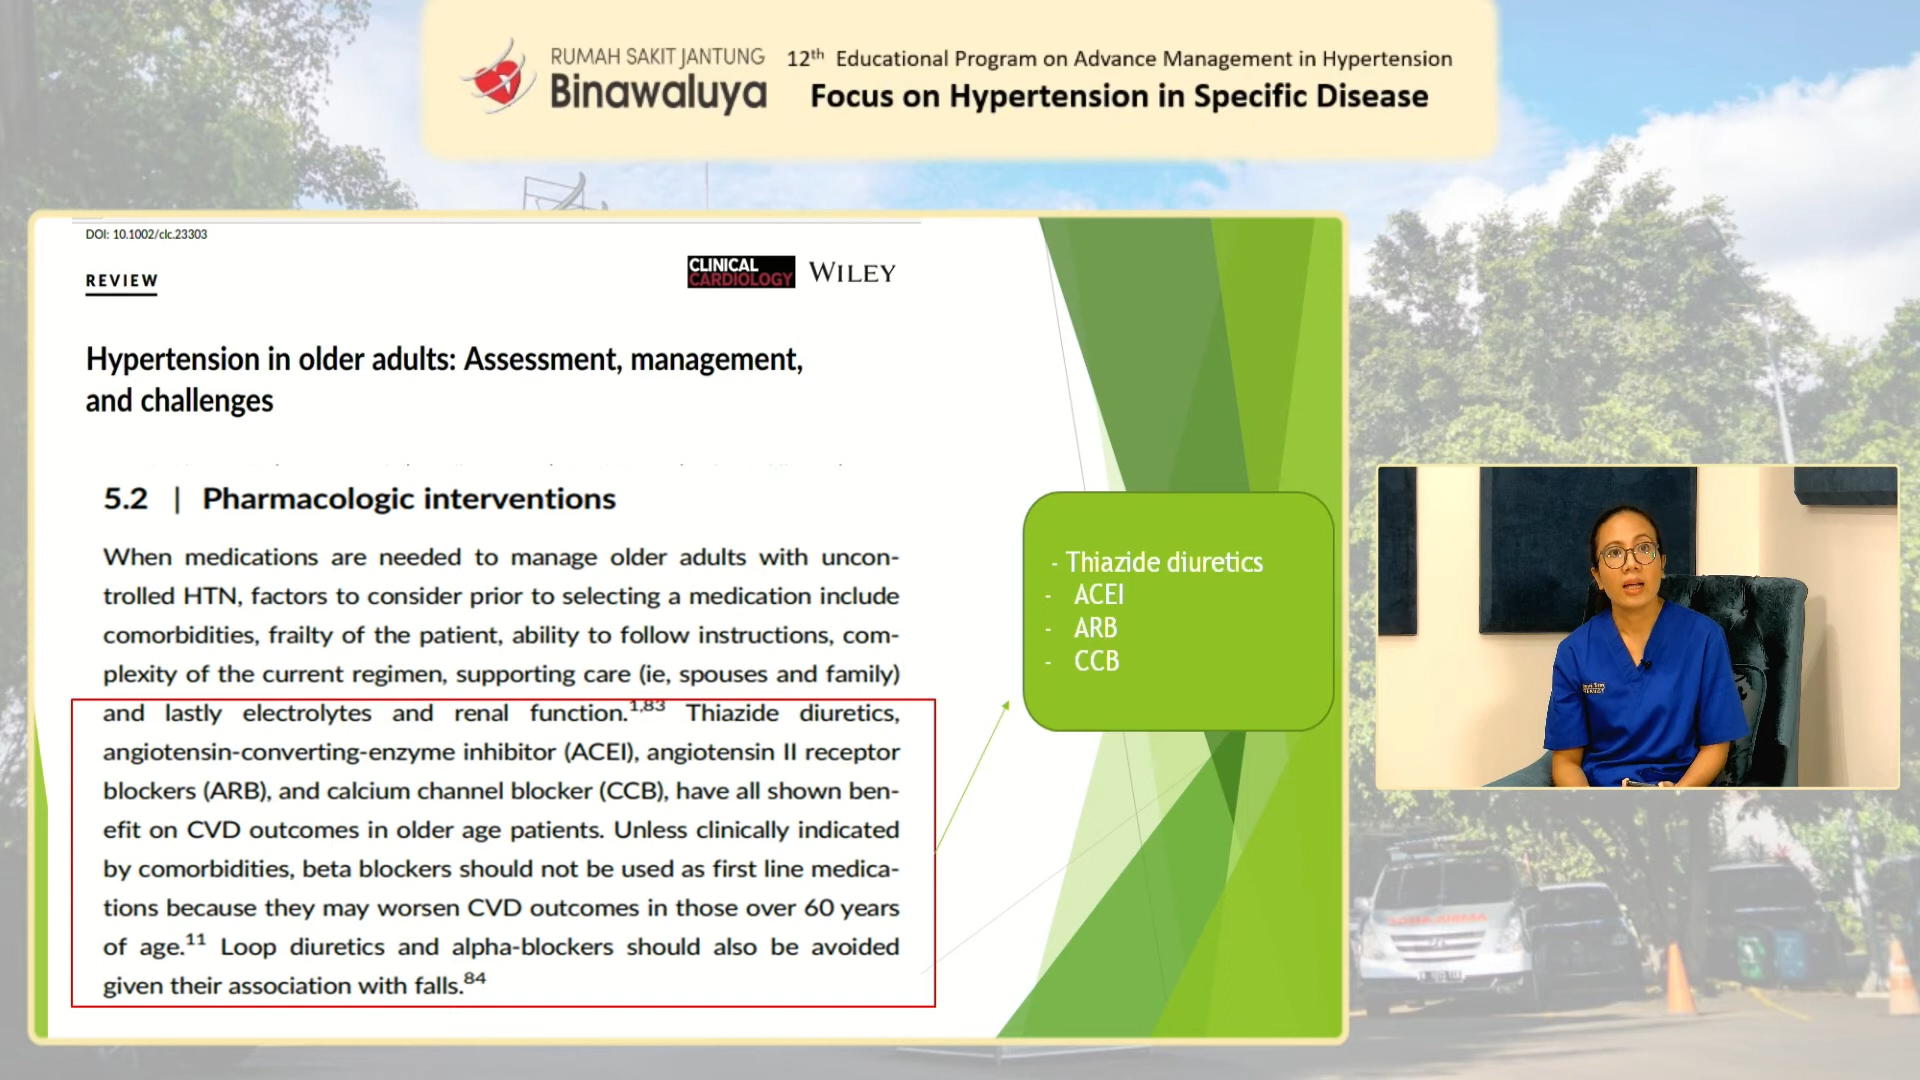 RUMAH SAKIT JANTUNG
Binawaluya
12th Educational Program on Advance Management in Hypertension
Focus on Hypertension in Specific Disease
DOI: 10.1002/clc.23303
REVIEW
CLINICAL
CARDIOLOGY
WILEY
Hypertension in older adults: Assessment, management,
and challenges
5.2 | Pharmacologic interventions
When medications are needed to manage older adults with uncon-
trolled HTN, factors to consider prior to selecting a medication include
comorbidities, frailty of the patient, ability to follow instructions, com-
plexity of the current regimen, supporting care (ie, spouses and family)
and lastly electrolytes and renal function.1,83 Thiazide diuretics,
angiotensin-converting-enzyme inhibitor (ACEI), angiotensin II receptor
blockers (ARB), and calcium channel blocker (CCB), have all shown ben-
efit on CVD outcomes in older age patients. Unless clinically indicated
by comorbidities, beta blockers should not be used as first line medica-
tions because they may worsen CVD outcomes in those over 60 years
of age.11 Loop diuretics and alpha-blockers should also be avoided
given their association with falls.84
- Thiazide diuretics
- ACEI
- ARB
- CCB